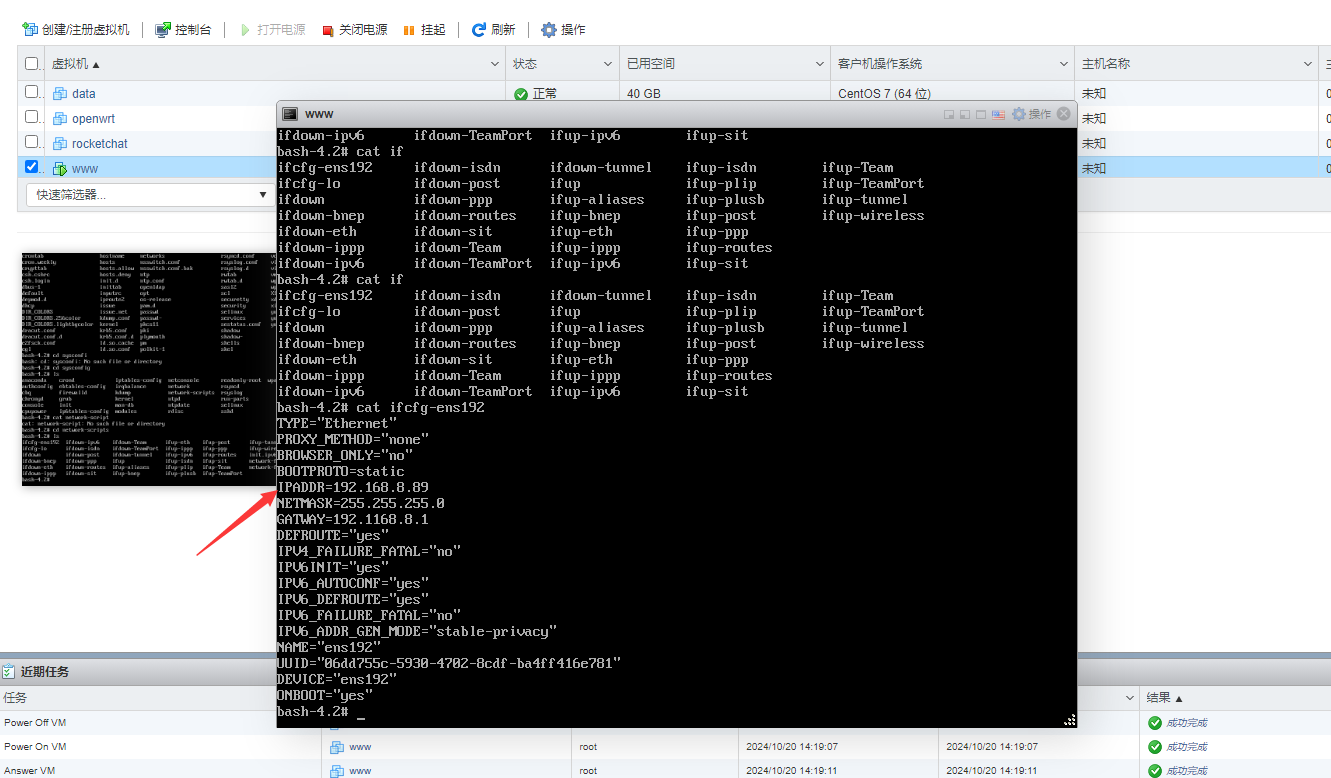 创建/注册虚拟机 控制台 打开电源 关闭电源 挂起 刷新 操作
虚拟机 ▲ 状态 已用空间 客户机操作系统 主机名称
data 正常 40 GB CentOS 7 (64 位) 未知
openwrt 未知
rocketchat 未知
www 未知
快速筛选器...
www 操作
ifdown-ipv6 ifdown-TeamPort ifup-ipv6 ifup-sit
bash-4.2# cat if
ifcfg-ens192 ifdown-isdn ifdown-tunnel ifup-isdn ifup-Team
ifcfg-lo ifdown-post ifup ifup-plip ifup-TeamPort
ifdown ifdown-ppp ifup-aliases ifup-plusb ifup-tunnel
ifdown-bnep ifdown-routes ifup-bnep ifup-post ifup-wireless
ifdown-eth ifdown-sit ifup-eth ifup-ppp
ifdown-ippp ifdown-Team ifup-ippp ifup-routes
ifdown-ipv6 ifdown-TeamPort ifup-ipv6 ifup-sit
bash-4.2# cat if
ifcfg-ens192 ifdown-isdn ifdown-tunnel ifup-isdn ifup-Team
ifcfg-lo ifdown-post ifup ifup-plip ifup-TeamPort
ifdown ifdown-ppp ifup-aliases ifup-plusb ifup-tunnel
ifdown-bnep ifdown-routes ifup-bnep ifup-post ifup-wireless
ifdown-eth ifdown-sit ifup-eth ifup-ppp
ifdown-ippp ifdown-Team ifup-ippp ifup-routes
ifdown-ipv6 ifdown-TeamPort ifup-ipv6 ifup-sit
bash-4.2# cat ifcfg-ens192
TYPE="Ethernet"
PROXY_METHOD="none"
BROWSER_ONLY="no"
BOOTPROTO=static
IPADDR=192.168.8.89
NETMASK=255.255.255.0
GATWAY=192.1168.8.1
DEFROUTE="yes"
IPV4_FAILURE_FATAL="no"
IPV6INIT="yes"
IPV6_AUTOCONF="yes"
IPV6_DEFROUTE="yes"
IPV6_FAILURE_FATAL="no"
IPV6_ADDR_GEN_MODE="stable-privacy"
NAME="ens192"
UUID="06dd755c-5930-4702-8cdf-ba4ff416e781"
DEVICE="ens192"
ONBOOT="yes"
bash-4.2# _
近期任务
任务 结果 ▲
Power Off VM 成功完成
Power On VM www root 2024/10/20 14:19:07 2024/10/20 14:19:07 成功完成
Answer VM www root 2024/10/20 14:19:11 2024/10/20 14:19:11 成功完成